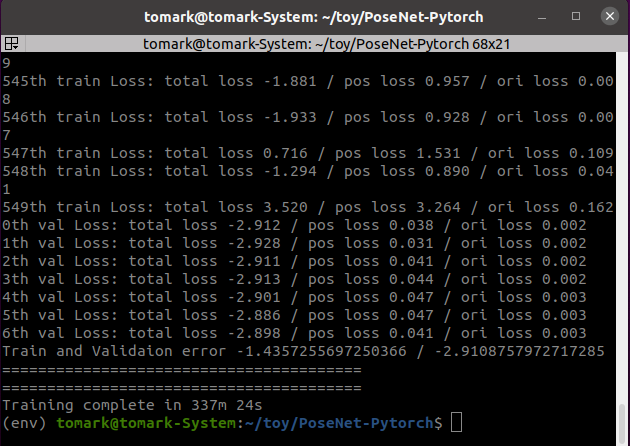 tomark@tomark-System: ~/toy/PoseNet-Pytorch
tomark@tomark-System: ~/toy/PoseNet-Pytorch 68x21
9
545th train Loss: total loss -1.881 / pos loss 0.957 / ori loss 0.00
8
546th train Loss: total loss -1.933 / pos loss 0.928 / ori loss 0.00
7
547th train Loss: total loss 0.716 / pos loss 1.531 / ori loss 0.109
548th train Loss: total loss -1.294 / pos loss 0.890 / ori loss 0.04
1
549th train Loss: total loss 3.520 / pos loss 3.264 / ori loss 0.162
0th val Loss: total loss -2.912 / pos loss 0.038 / ori loss 0.002
1th val Loss: total loss -2.928 / pos loss 0.031 / ori loss 0.002
2th val Loss: total loss -2.911 / pos loss 0.041 / ori loss 0.002
3th val Loss: total loss -2.913 / pos loss 0.044 / ori loss 0.002
4th val Loss: total loss -2.901 / pos loss 0.047 / ori loss 0.003
5th val Loss: total loss -2.886 / pos loss 0.047 / ori loss 0.003
6th val Loss: total loss -2.898 / pos loss 0.041 / ori loss 0.003
Train and Validaion error -1.4357255697250366 / -2.9108757972717285
========================================
========================================
Training complete in 337m 24s
(env) tomark@tomark-System:~/toy/PoseNet-Pytorch$